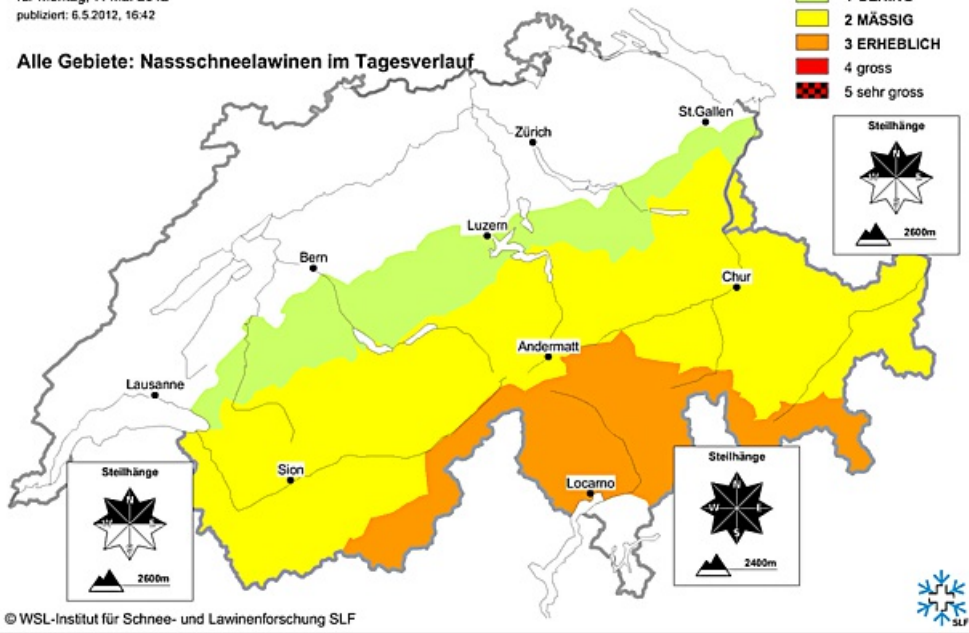 publiziert: 6.5.2012, 16:42
2 MÄSSIG
3 ERHEBLICH
Alle Gebiete: Nassschneelawinen im Tagesverlauf
4 gross
5 sehr gross
St.Gallen
Zürich
Steilhänge
N
W E
S
2600m
Luzern
Bern
Chur
Andermatt
Lausanne
Steilhänge
N
W E
S
2600m
Sion
Locarno
Steilhänge
N
W E
S
2400m
© WSL-Institut für Schnee- und Lawinenforschung SLF
SLF